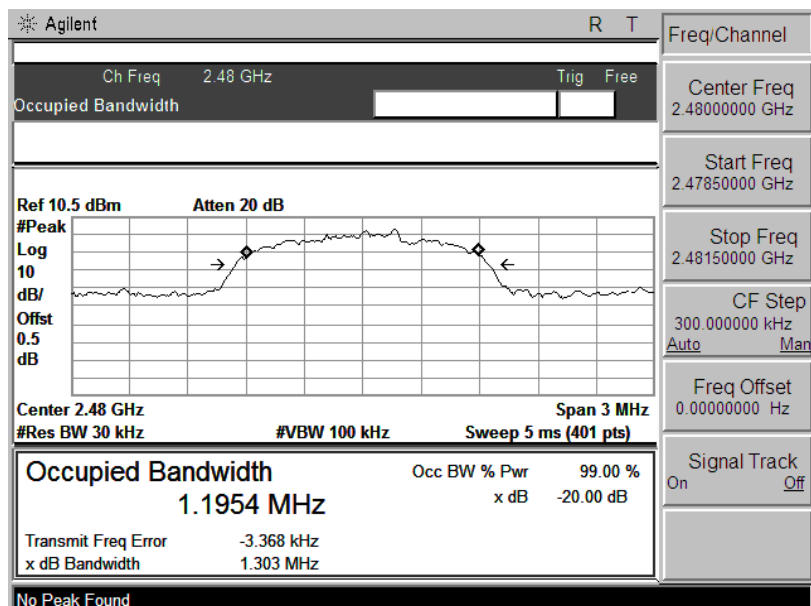 Agilent R T
Freq/Channel
Ch Freq 2.48 GHz Trig Free
Occupied Bandwidth
Center Freq
2.48000000 GHz
Start Freq
2.47850000 GHz
Stop Freq
2.48150000 GHz
CF Step
300.000000 kHz
Auto Man
Freq Offset
0.00000000 Hz
Signal Track
On Off
Ref 10.5 dBm Atten 20 dB
#Peak
Log
10
dB/
Offst
0.5
dB
Center 2.48 GHz Span 3 MHz
#Res BW 30 kHz #VBW 100 kHz Sweep 5 ms (401 pts)
Occupied Bandwidth Occ BW % Pwr 99.00 %
1.1954 MHz x dB -20.00 dB
Transmit Freq Error -3.368 kHz
x dB Bandwidth 1.303 MHz
No Peak Found